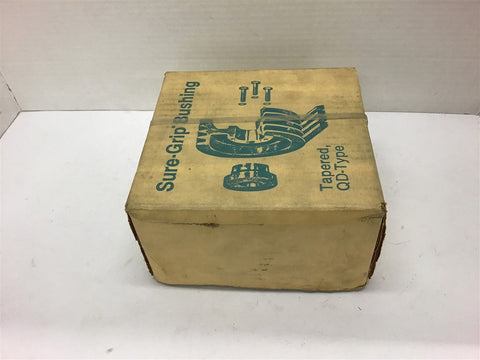 Sure-Grip Bushing
Tapered,
QD-Type